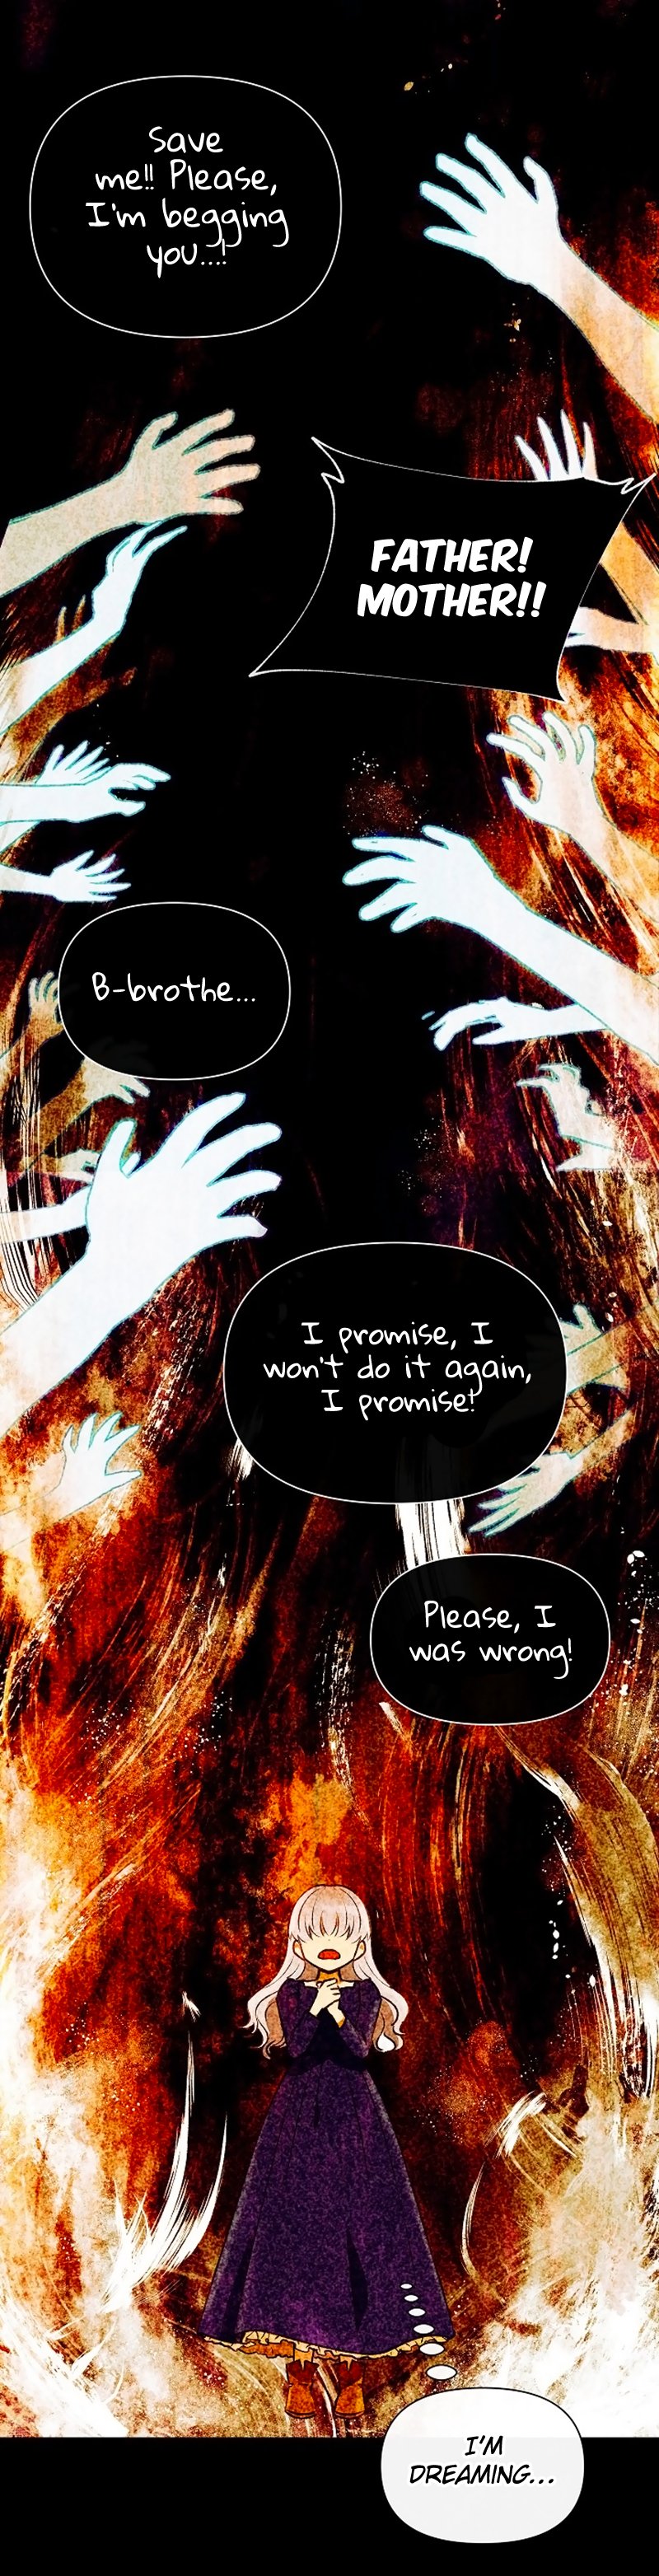 Save
me!! Please,
I'm begging
you...!
FATHER!
MOTHER!!
B-brothe...
I promise, I
won't do it again,
I promise!
Please, I
was wrong!
I'M
DREAMING...